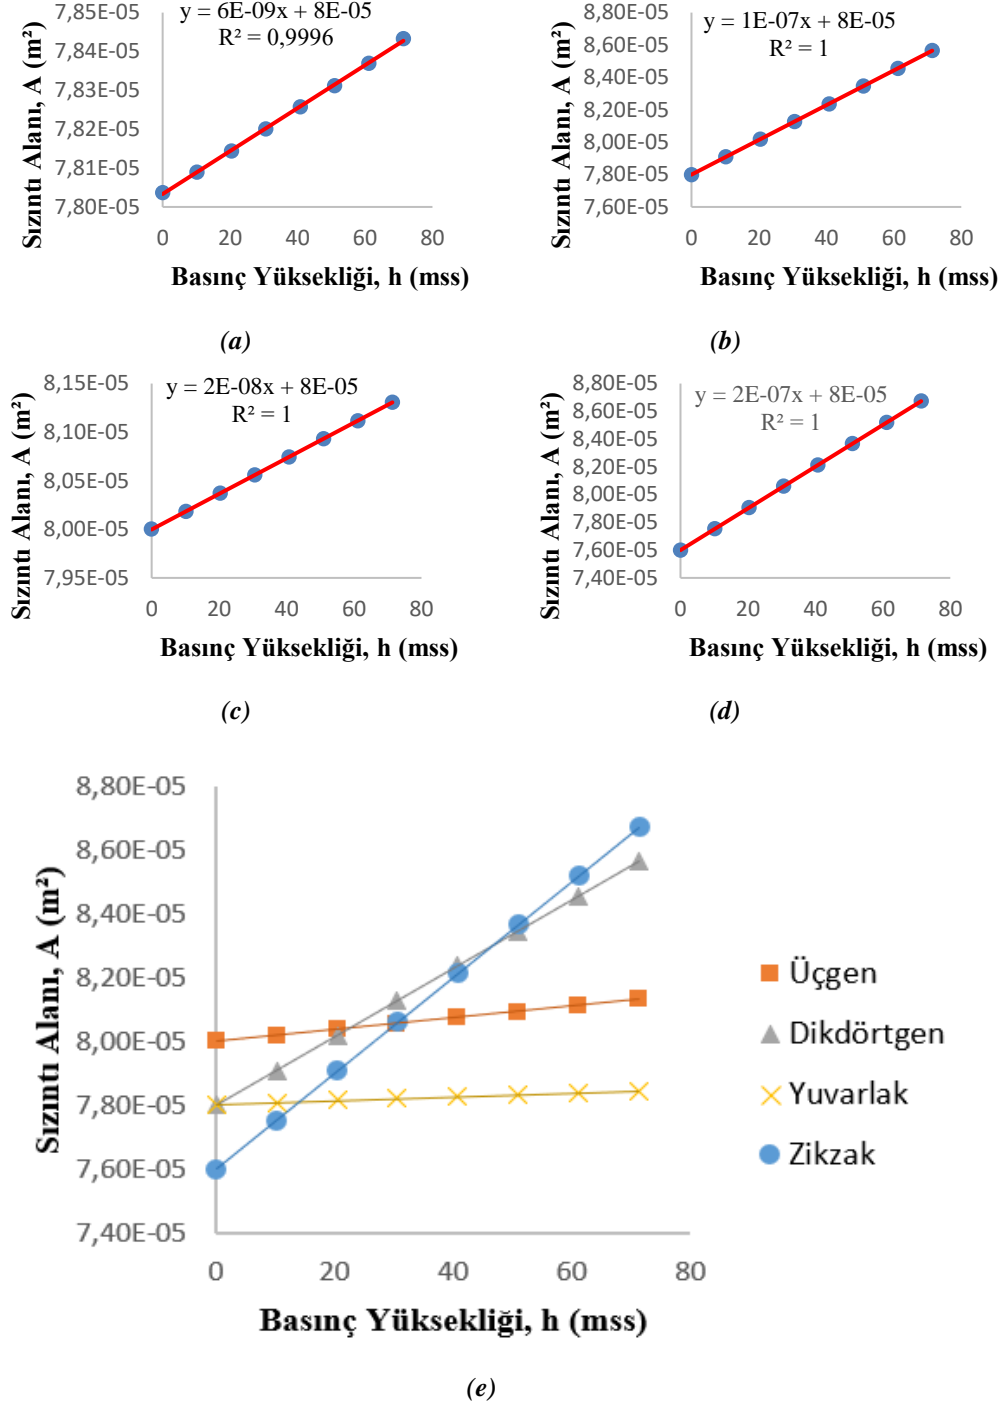 y = 6E-09x + 8E-05
R² = 0,9996
7,85E-05
7,84E-05
7,83E-05
7,82E-05
7,81E-05
7,80E-05
0 20 40 60 80
Sızıntı Alanı, A (m²)
Basınç Yüksekliği, h (mss)
(a)
y = 1E-07x + 8E-05
R² = 1
8,80E-05
8,60E-05
8,40E-05
8,20E-05
8,00E-05
7,80E-05
7,60E-05
0 20 40 60 80
Sızıntı Alanı, A (m²)
Basınç Yüksekliği, h (mss)
(b)
y = 2E-08x + 8E-05
R² = 1
8,15E-05
8,10E-05
8,05E-05
8,00E-05
7,95E-05
0 20 40 60 80
Sızıntı Alanı, A (m²)
Basınç Yüksekliği, h (mss)
(c)
y = 2E-07x + 8E-05
R² = 1
8,80E-05
8,60E-05
8,40E-05
8,20E-05
8,00E-05
7,80E-05
7,60E-05
7,40E-05
0 20 40 60 80
Sızıntı Alanı, A (m²)
Basınç Yüksekliği, h (mss)
(d)
8,80E-05
8,60E-05
8,40E-05
8,20E-05
8,00E-05
7,80E-05
7,60E-05
7,40E-05
0 20 40 60 80
Sızıntı Alanı, A (m²)
Basınç Yüksekliği, h (mss)
Üçgen
Dikdörtgen
Yuvarlak
Zikzak
(e)